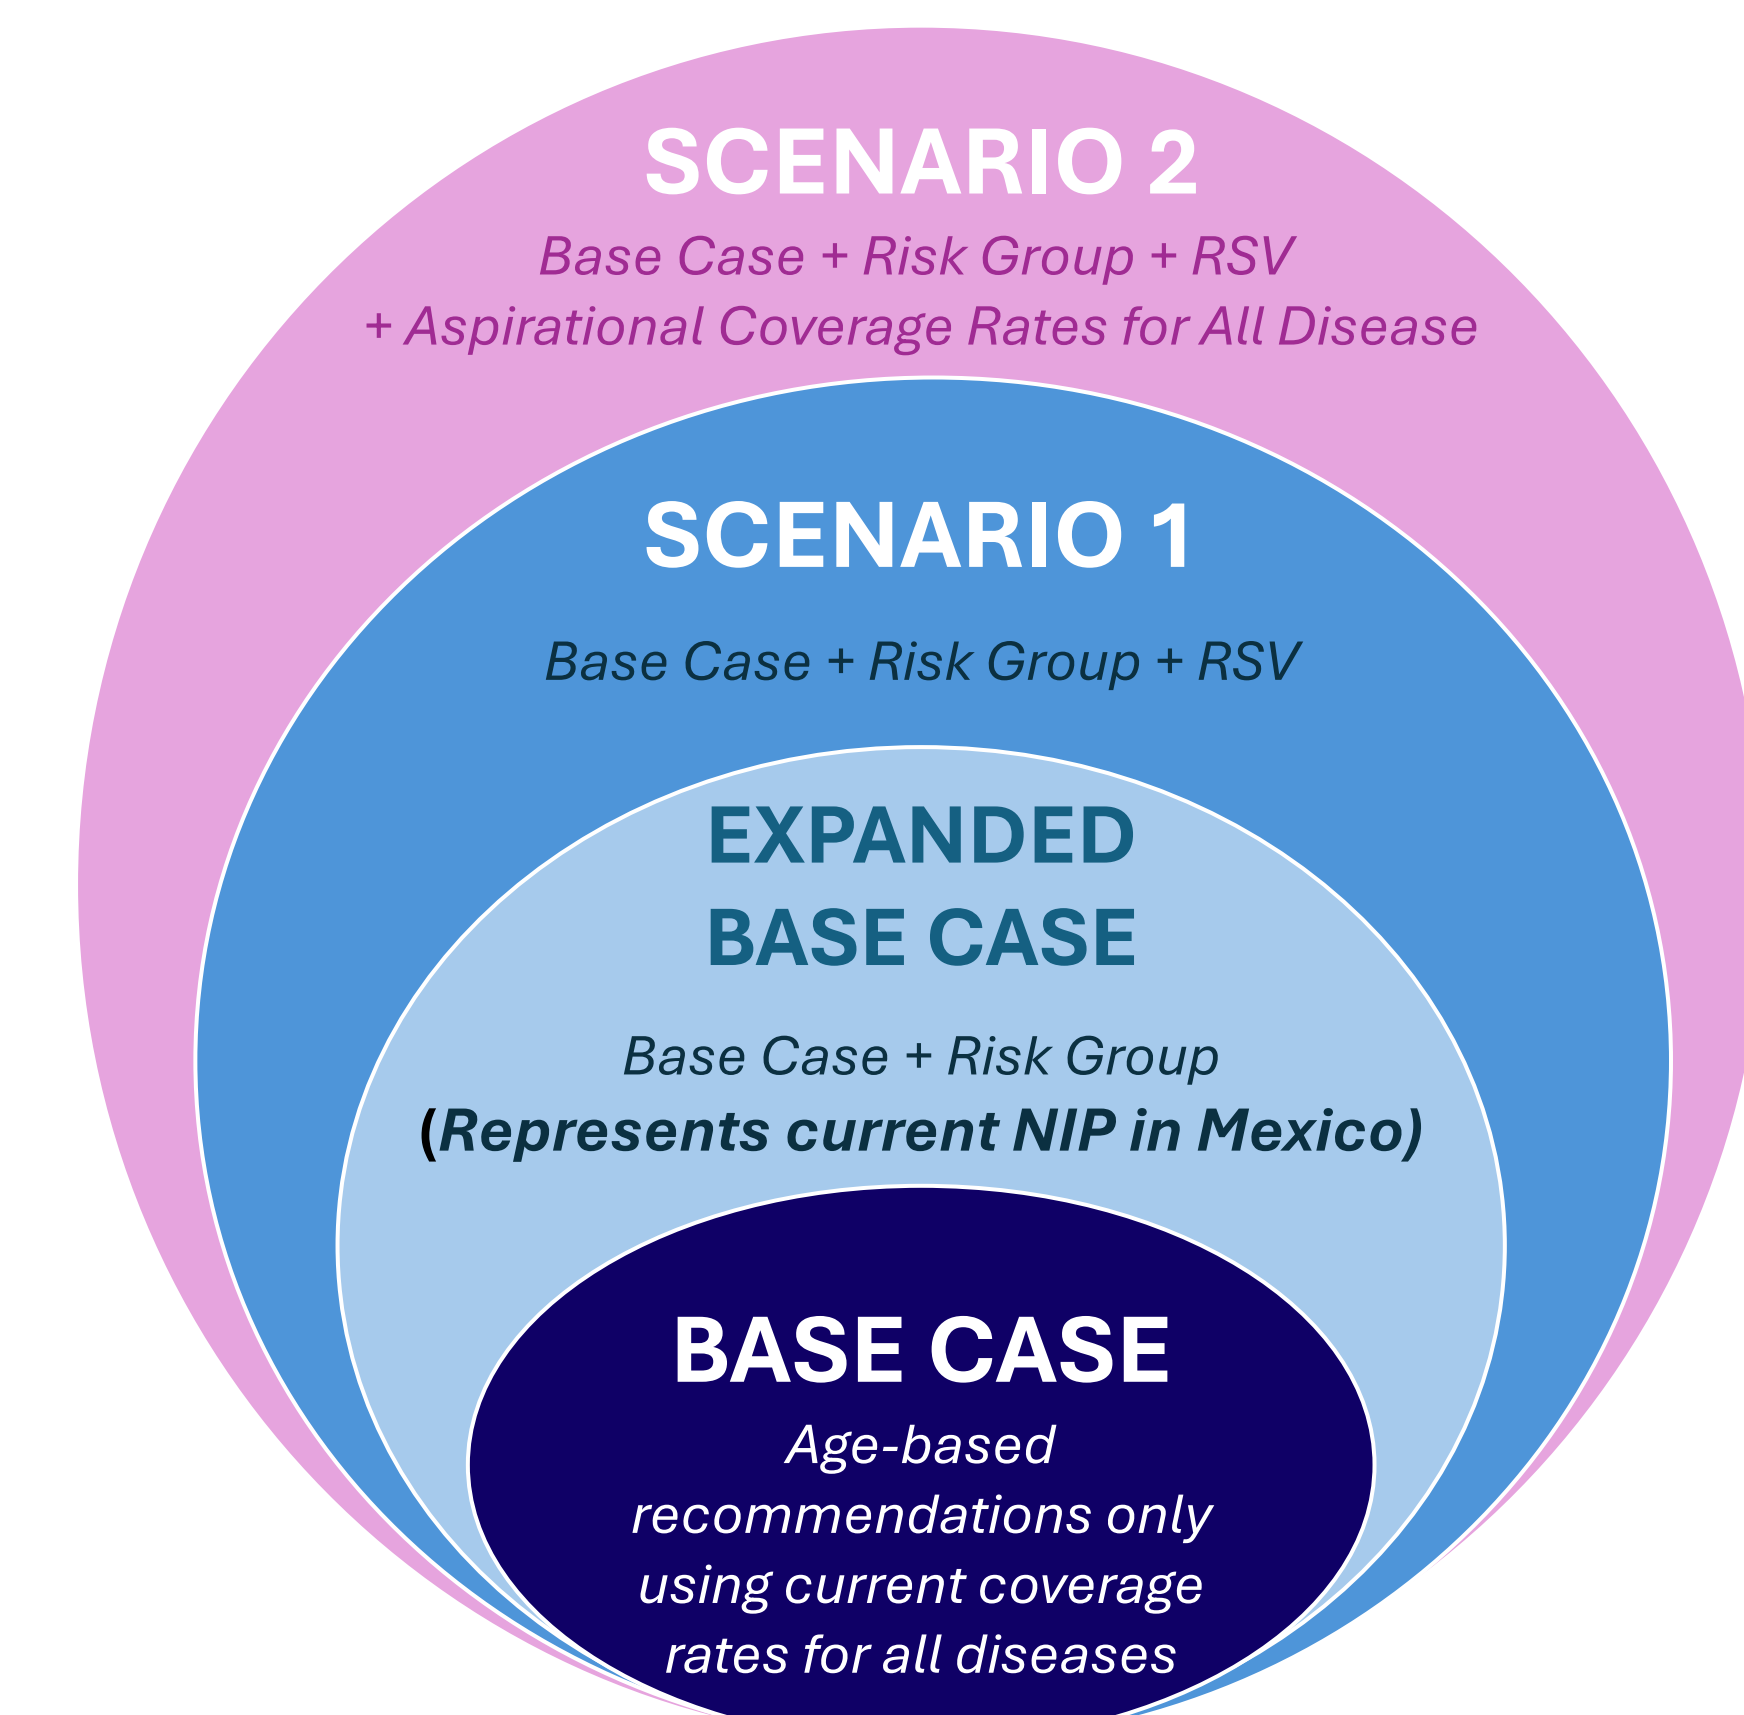 SCENARIO 2
Base Case + Risk Group + RSV
+ Aspirational Coverage Rates for All Disease
SCENARIO 1
Base Case + Risk Group + RSV
EXPANDED
BASE CASE
Base Case + Risk Group
(Represents current NIP in Mexico)
BASE CASE
Age-based
recommendations only
using current coverage
rates for all diseases